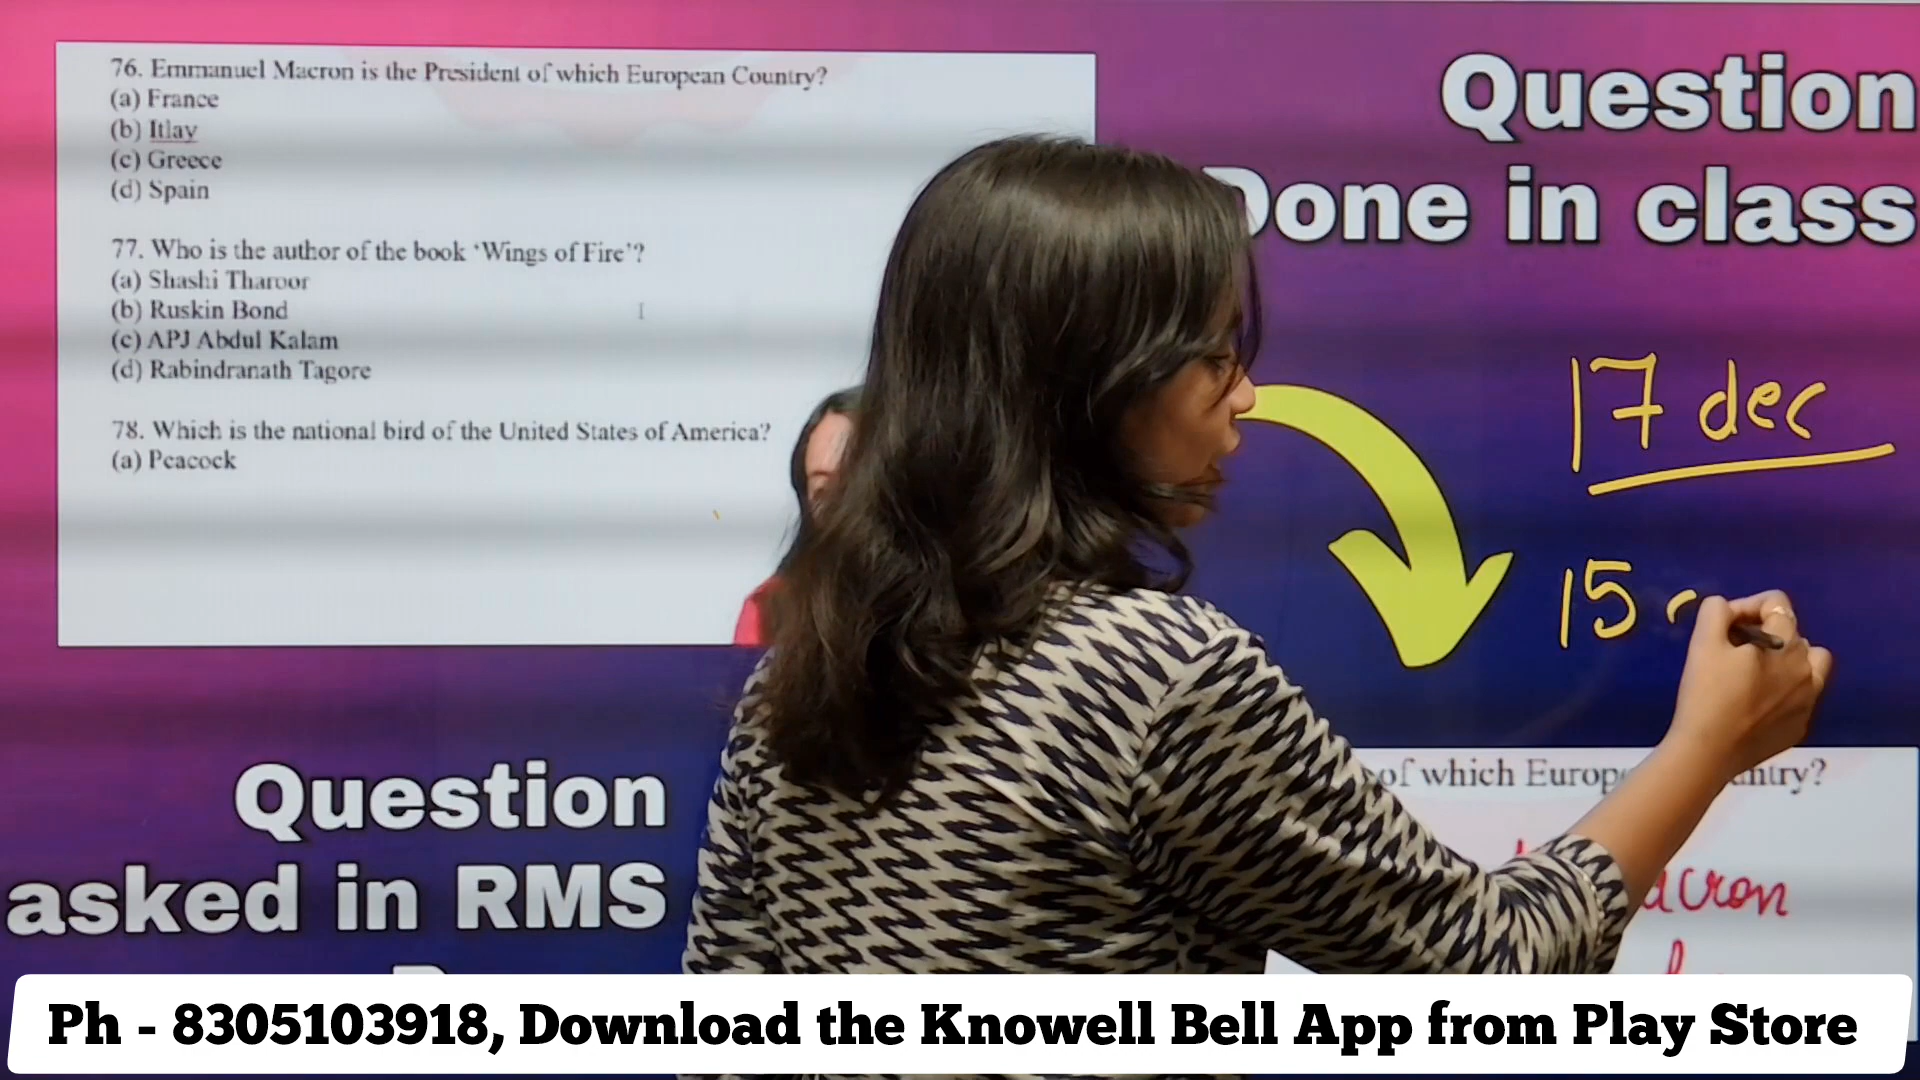 76. Emmanuel Macron is the President of which European Country?
(a) France
(b) Itlay
(c) Greece
(d) Spain
77. Who is the author of the book ‘Wings of Fire’?
(a) Shashi Tharoor
(b) Ruskin Bond
(c) APJ Abdul Kalam
(d) Rabindranath Tagore
78. Which is the national bird of the United States of America?
(a) Peacock
Question
Done in class
17 dec
15
Question
asked in RMS
of which
Ph - 8305103918, Download the Knowell Bell App from Play Store